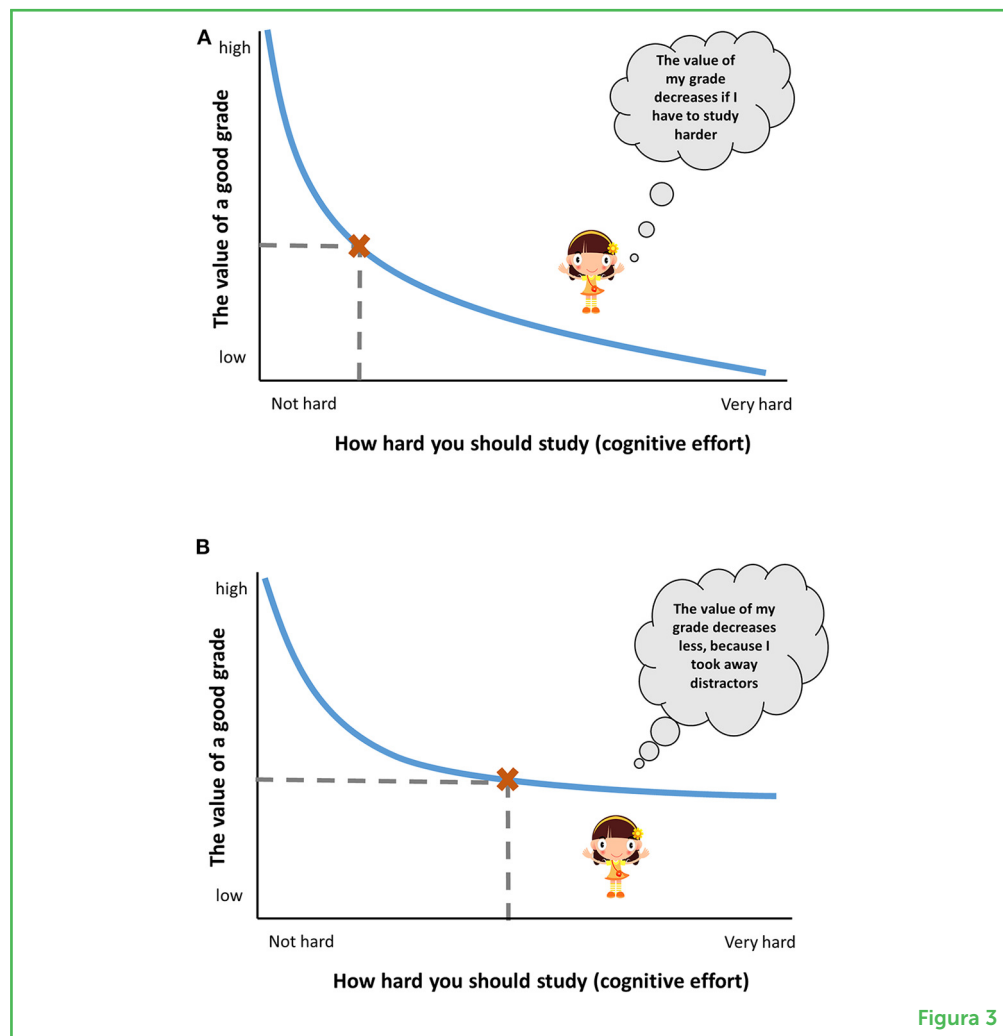 A
high
The value of a good grade
low
Not hard
Very hard
How hard you should study (cognitive effort)
The value of
my grade
decreases if I
have to study
harder
B
high
The value of a good grade
low
Not hard
Very hard
How hard you should study (cognitive effort)
The value of my
grade decreases
less, because I
took away
distractors
Figura 3